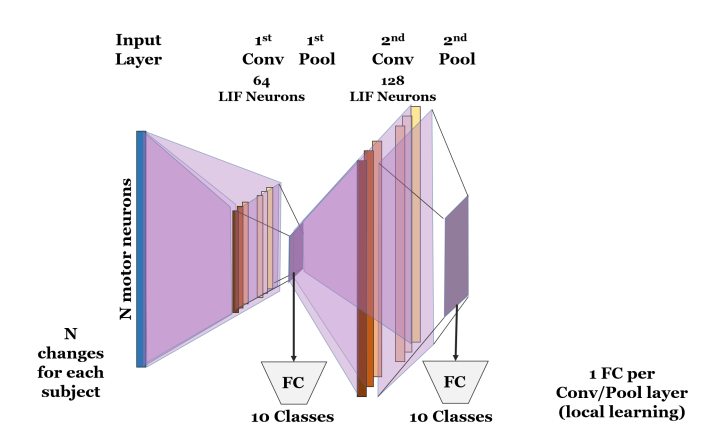 Input
Layer
1st
Conv
1st
Pool
2nd
Conv
2nd
Pool
64
LIF Neurons
128
LIF Neurons
N motor neurons
N
changes
for each
subject
FC
10 Classes
FC
10 Classes
1 FC per
Conv/Pool layer
(local learning)